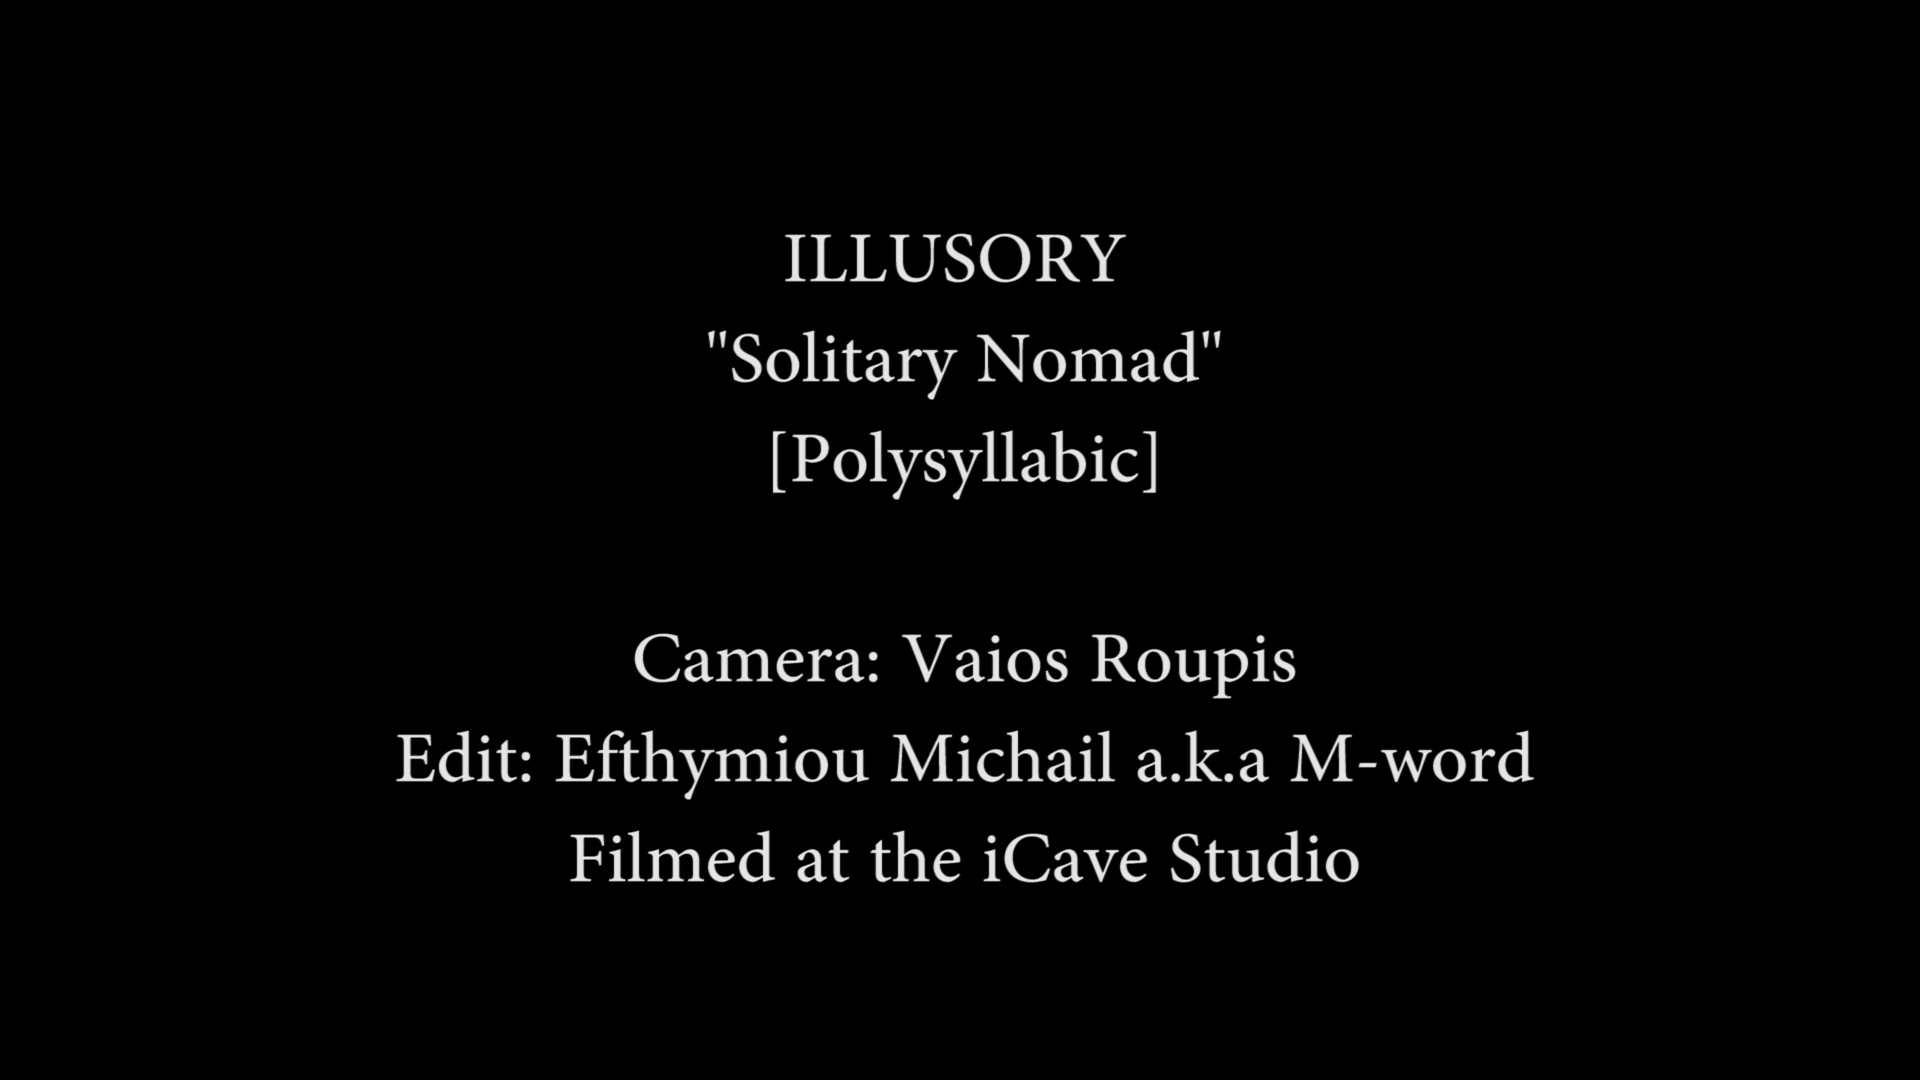 ILLUSORY
"Solitary Nomad"
[Polysyllabic]
Camera: Vaios Roupis
Edit: Efthymiou Michail a.k.a M-word
Filmed at the iCave Studio